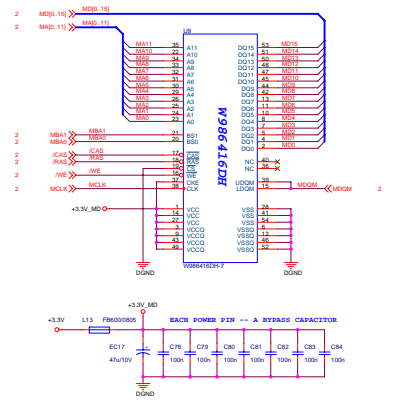 2 MD[0..15] MD[0..15]
2 MA[0..11] MA[0..11]
U9
MA11 35 A11 DQ15 53 MD15
MA10 22 A10 DQ14 51 MD14
MA9 34 A9 DQ13 50 MD13
MA8 33 A8 DQ12 48 MD12
MA7 32 A7 DQ11 47 MD11
MA6 31 A6 DQ10 45 MD10
MA5 30 A5 DQ9 44 MD9
MA4 29 A4 DQ8 42 MD8
MA3 26 A3 DQ7 13 MD7
MA2 25 A2 DQ6 11 MD6
MA1 24 A1 DQ5 10 MD5
MA0 23 A0 DQ4 8 MD4
DQ3 7 MD3
DQ2 5 MD2
DQ1 4 MD1
DQ0 2 MD0
W986416DH
2 MBA1 MBA1 21 BS1
2 MBA0 MBA0 20 BS0
2 /CAS /CAS 17 CAS NC 40
2 /RAS /RAS 18 RAS NC 36
19 CS
2 /WE /WE 16 WE
37 CKE UDQM 39
2 MCLK MCLK 38 CLK LDQM 15 MDQM MDQM 2
+3.3V_MD 1 VCC VSS 28
14 VCC VSS 41
27 VCC VSS 54
3 VCCQ VSSQ 6
9 VCCQ VSSQ 12
43 VCCQ VSSQ 46
49 VCCQ VSSQ 52
W986416DH-7
DGND DGND
+3.3V_MD
+3.3V L13 FB600/0805 EACH POWER PIN -- A BYPASS CAPACITOR
EC17 C78 C79 C80 C81 C82 C83 C84
47u/10V 100n 100n 100n 100n 100n 100n 100n
DGND